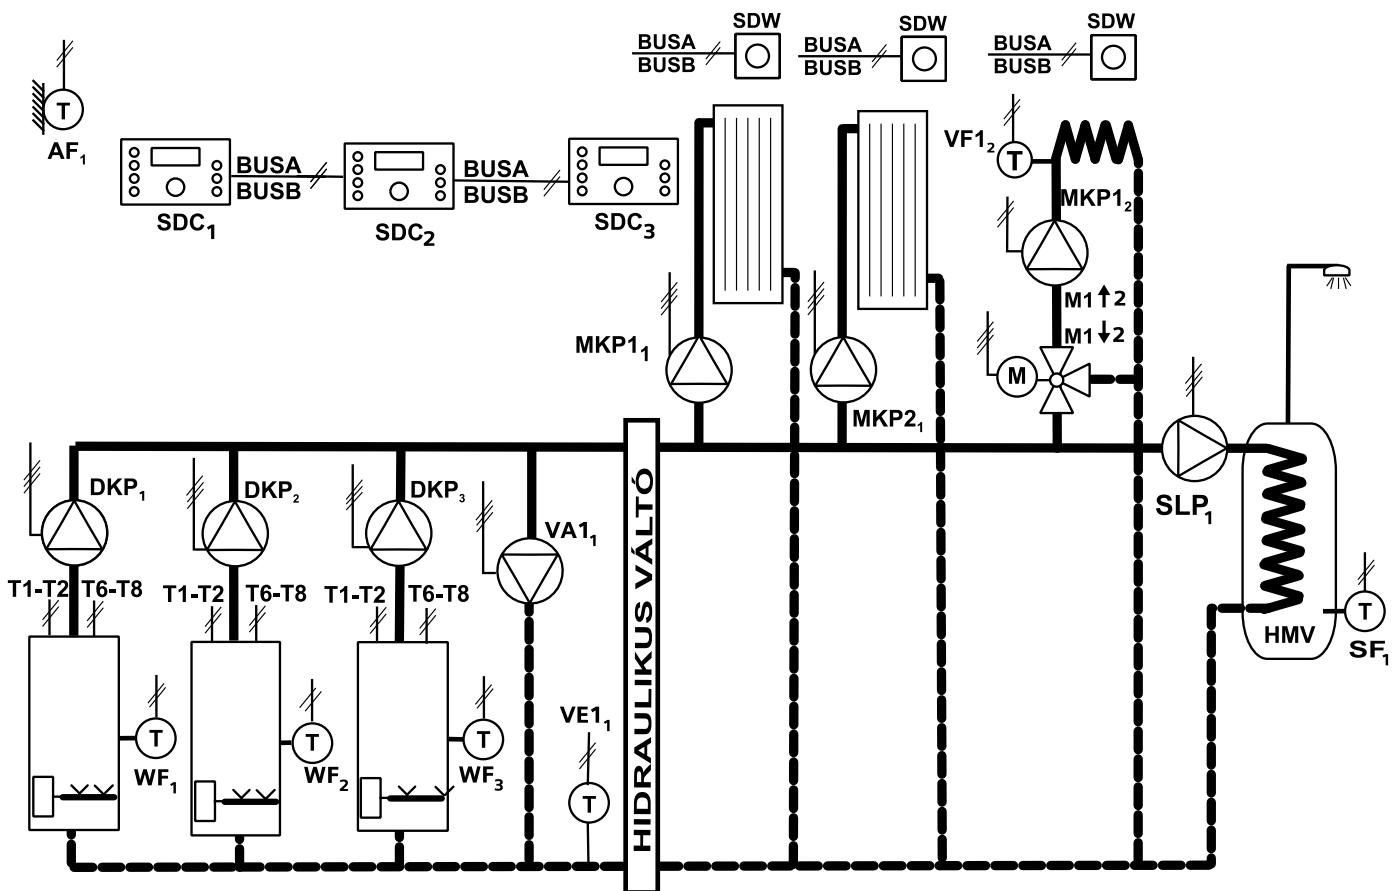 SDW
SDW
SDW
BUSA
BUSB
BUSA
BUSB
BUSA
BUSB
T
AF₁
BUSA
BUSB
BUSA
BUSB
SDC₁
SDC₂
SDC₃
VF1₂
T
MKP1₂
M1↑2
M1↓2
M
MKP1₁
MKP2₁
DKP₁
DKP₂
DKP₃
VA1₁
SLP₁
HIDRAULIKUS VÁLTÓ
T1-T2
T6-T8
T1-T2
T6-T8
T1-T2
T6-T8
HMV
T
SF₁
T
WF₁
T
WF₂
T
WF₃
VE1₁
T